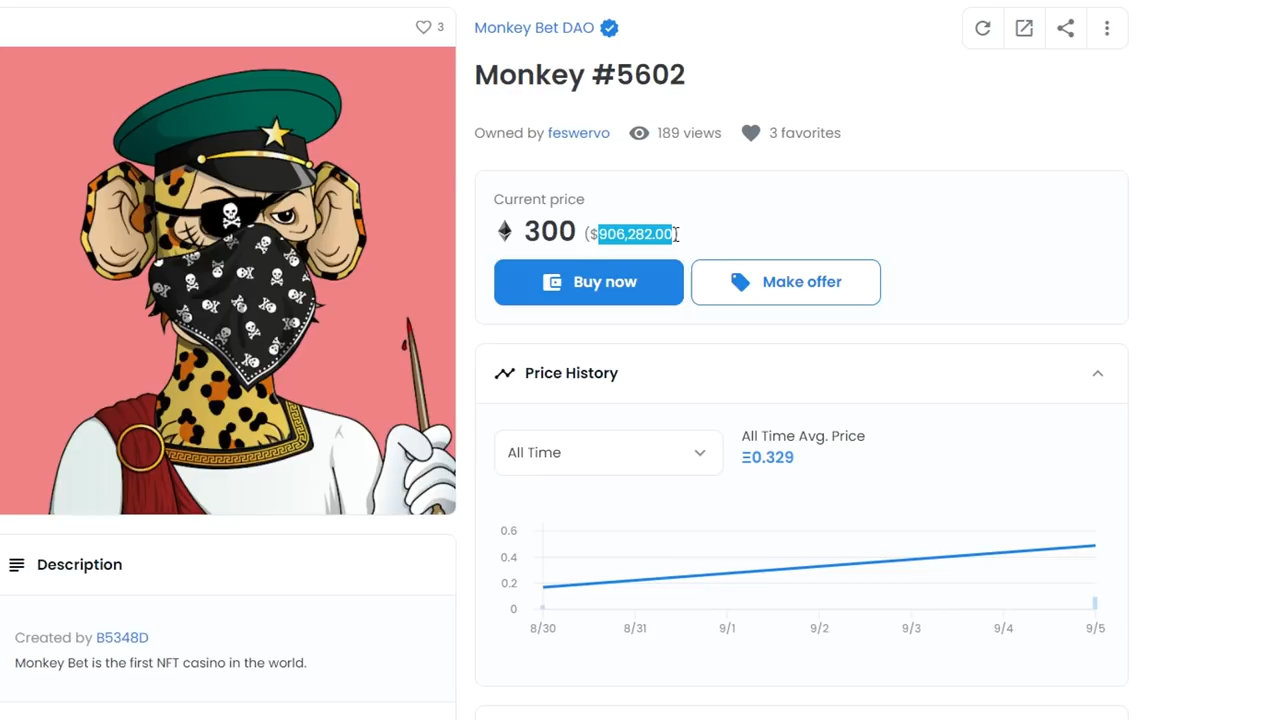 3
Monkey Bet DAO
Monkey #5602
Owned by feswervo 189 views 3 favorites
Current price
300 ($906,282.00)
Buy now
Make offer
Price History
All Time
All Time Avg. Price
Ξ0.329
0.6
0.4
0.2
0
8/30 8/31 9/1 9/2 9/3 9/4 9/5
Description
Created by B5348D
Monkey Bet is the first NFT casino in the world.